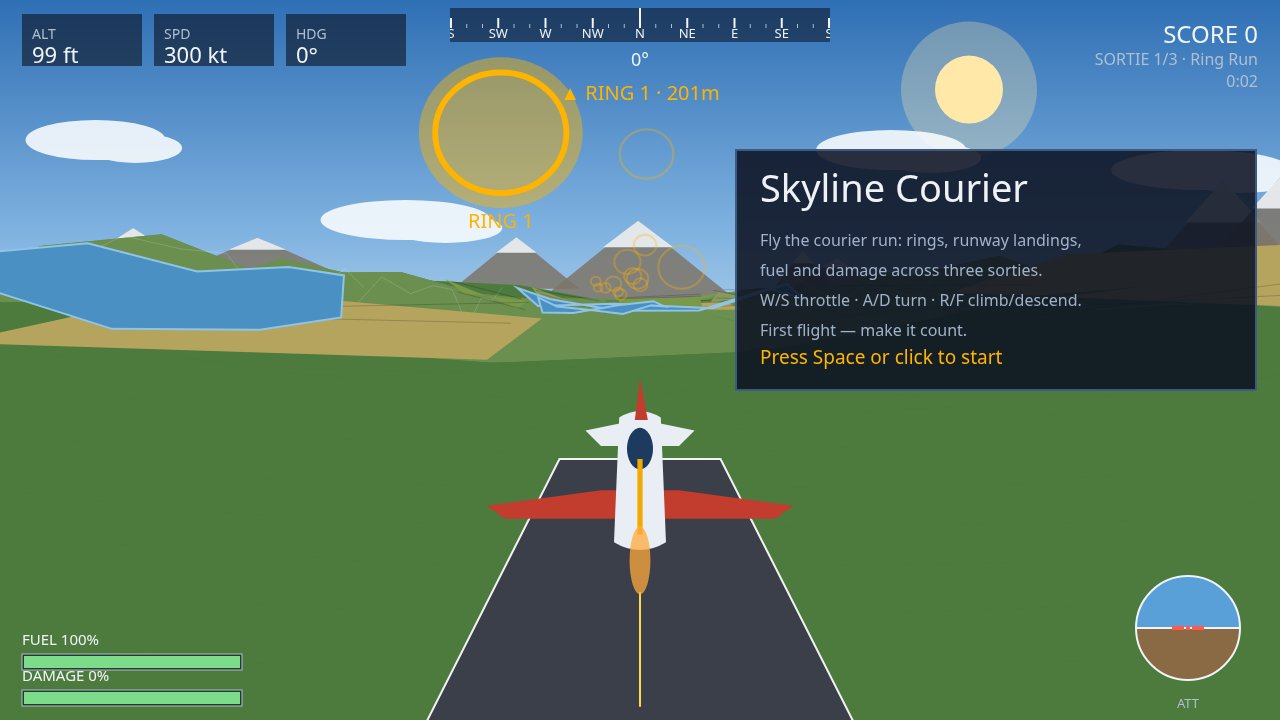 ALT
99 ft
SPD
300 kt
HDG
0°
S SW W NW N NE E SE S
0°
▲ RING 1 · 201m
RING 1
SCORE 0
SORTIE 1/3 · Ring Run
0:02
Skyline Courier
Fly the courier run: rings, runway landings,
fuel and damage across three sorties.
W/S throttle · A/D turn · R/F climb/descend.
First flight — make it count.
Press Space or click to start
FUEL 100%
DAMAGE 0%
ATT